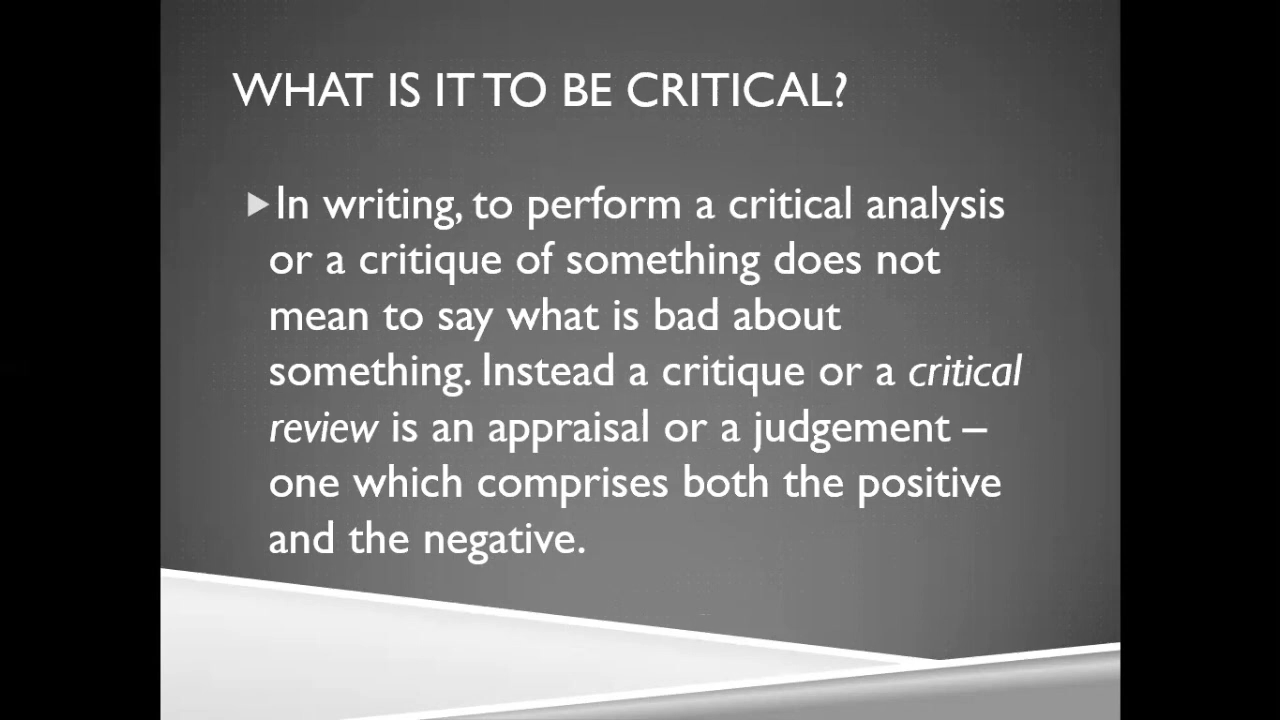 WHAT IS IT TO BE CRITICAL?
In writing, to perform a critical analysis
or a critique of something does not
mean to say what is bad about
something. Instead a critique or a critical
review is an appraisal or a judgement –
one which comprises both the positive
and the negative.